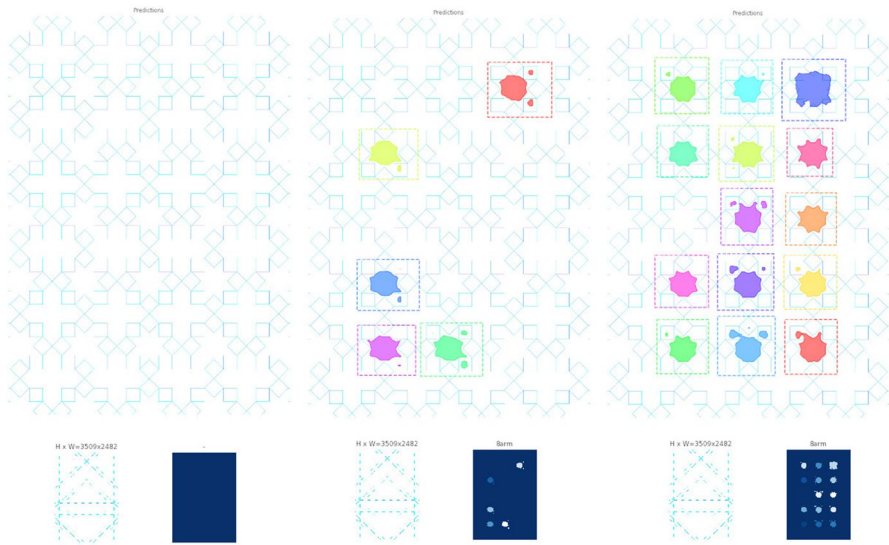 Predictions
Predictions
Predictions
H x W=3509x2482
-
H x W=3509x2482
8arm
H x W=3509x2482
8arm